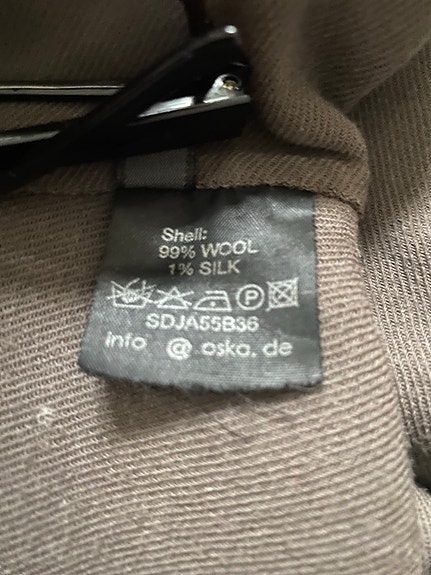 Shell:
99% WOOL
1% SILK
P
SDJA55B36
info @ oska. de